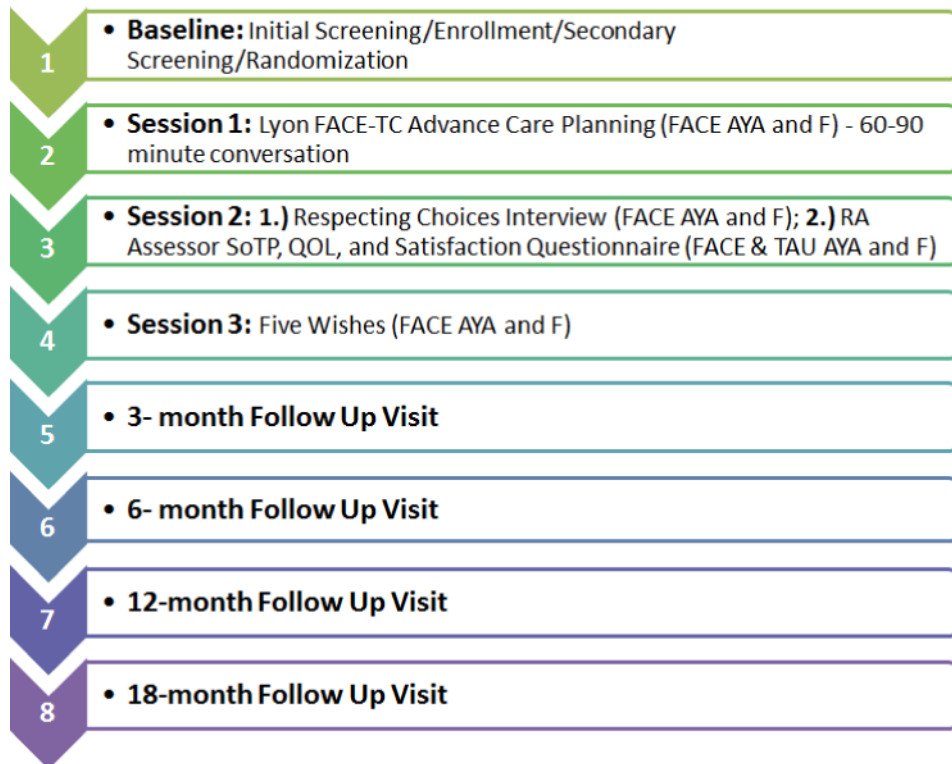 1
• Baseline: Initial Screening/Enrollment/Secondary
Screening/Randomization
2
• Session 1: Lyon FACE-TC Advance Care Planning (FACE AYA and F) - 60-90
minute conversation
3
• Session 2: 1.) Respecting Choices Interview (FACE AYA and F); 2.) RA
Assessor SoTP, QOL, and Satisfaction Questionnaire (FACE & TAU AYA and F)
4
• Session 3: Five Wishes (FACE AYA and F)
5
• 3- month Follow Up Visit
6
• 6- month Follow Up Visit
7
• 12-month Follow Up Visit
8
• 18-month Follow Up Visit